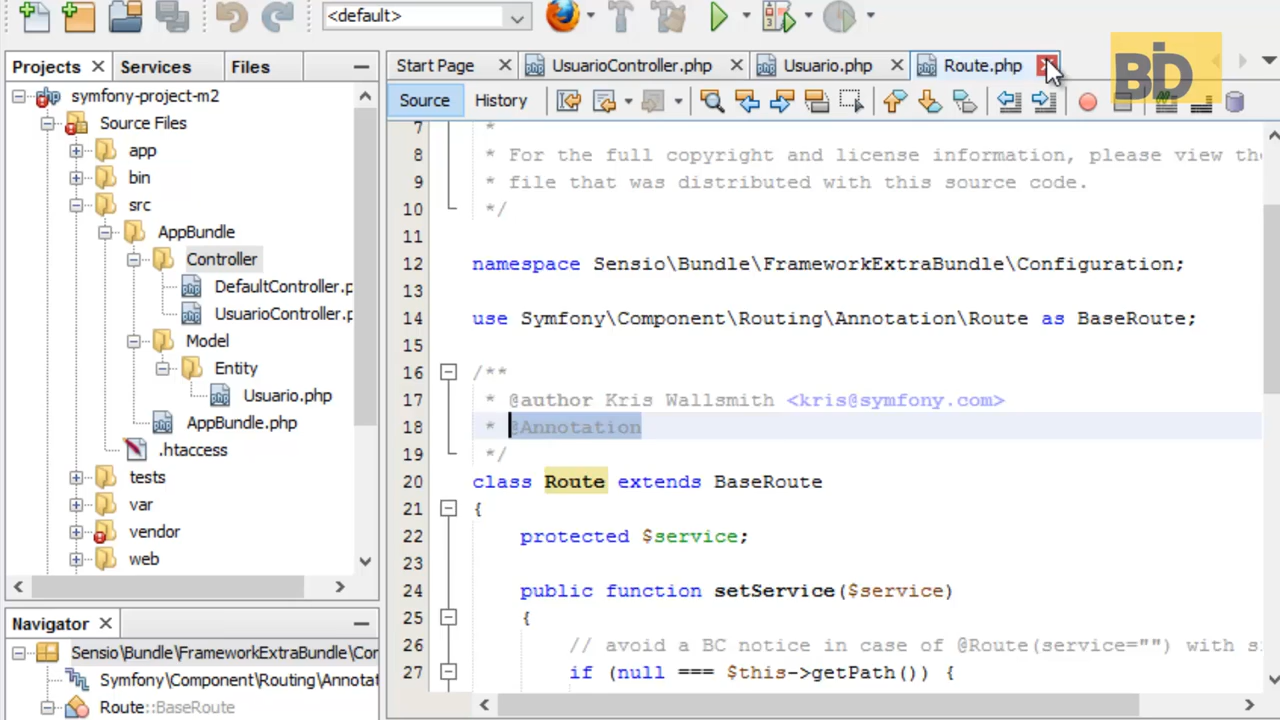 <default>
Projects
Services
Files
Start Page
UsuarioController.php
Usuario.php
Route.php
BD
Source
History
symfony-project-m2
Source Files
app
bin
src
AppBundle
Controller
DefaultController.p
UsuarioController.p
Model
Entity
Usuario.php
AppBundle.php
.htaccess
tests
var
vendor
web
Navigator
Sensio\Bundle\FrameworkExtraBundle\Cor
Symfony\Component\Routing\Annotat
Route::BaseRoute
7 *
8 * For the full copyright and license information, please view the
9 * file that was distributed with this source code.
10 */
11
12 namespace Sensio\Bundle\FrameworkExtraBundle\Configuration;
13
14 use Symfony\Component\Routing\Annotation\Route as BaseRoute;
15
16 /**
17 * @author Kris Wallsmith <kris@symfony.com>
18 * @Annotation
19 */
20 class Route extends BaseRoute
21 {
22 protected $service;
23
24 public function setService($service)
25 {
26 // avoid a BC notice in case of @Route(service="") with s
27 if (null === $this->getPath()) {